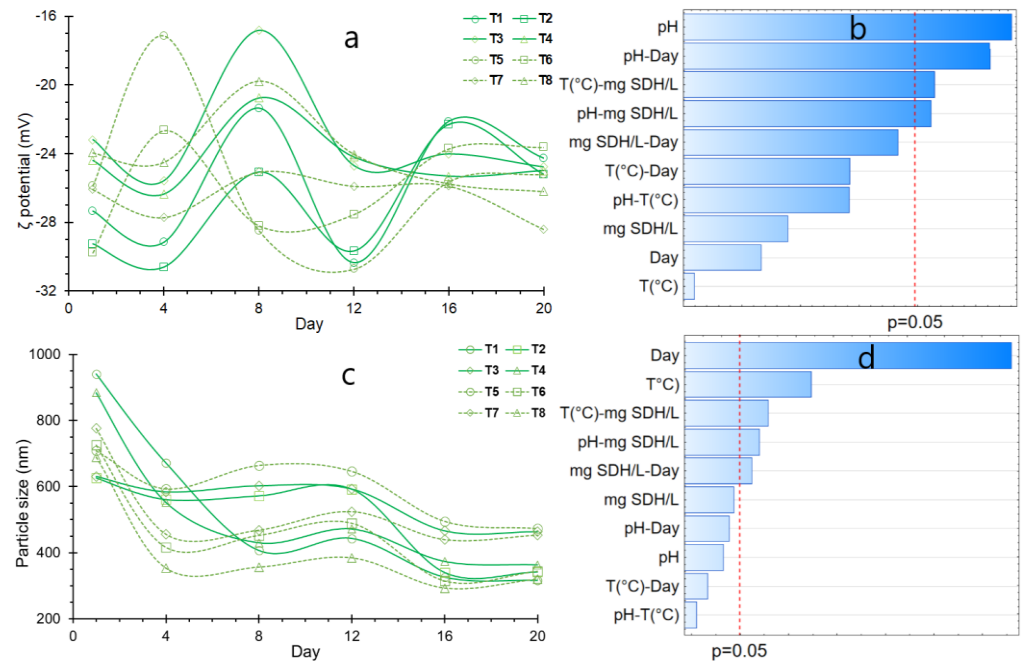 a
ζ potential (mV)
-16
-20
-24
-28
-32
0 4 8 12 16 20
Day
T1 T2
T3 T4
T5 T6
T7 T8
b
pH
pH-Day
T(°C)-mg SDH/L
pH-mg SDH/L
mg SDH/L-Day
T(°C)-Day
pH-T(°C)
mg SDH/L
Day
T(°C)
p=0.05
c
Particle size (nm)
1000
800
600
400
200
0 4 8 12 16 20
Day
T1 T2
T3 T4
T5 T6
T7 T8
d
Day
T°C)
T(°C)-mg SDH/L
pH-mg SDH/L
mg SDH/L-Day
mg SDH/L
pH-Day
pH
T(°C)-Day
pH-T(°C)
p=0.05